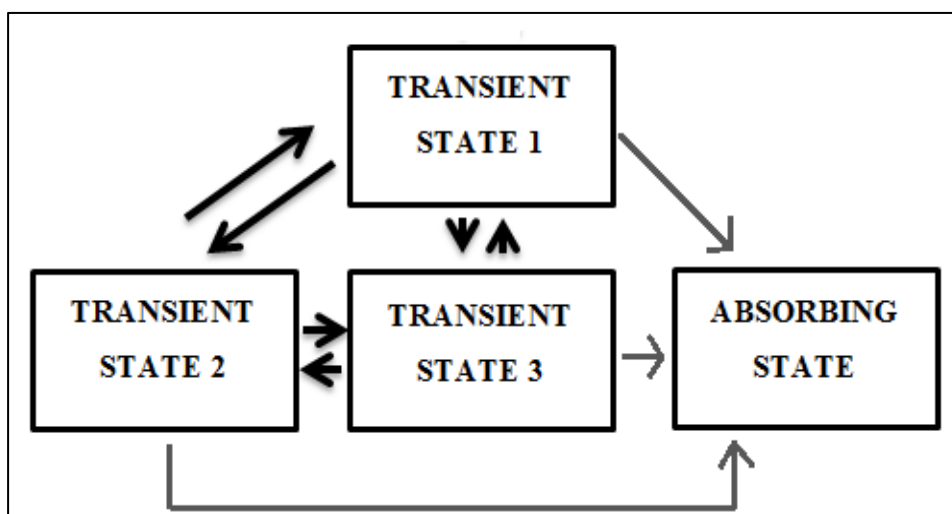 TRANSIENT
STATE 1
TRANSIENT
STATE 2
TRANSIENT
STATE 3
ABSORBING
STATE